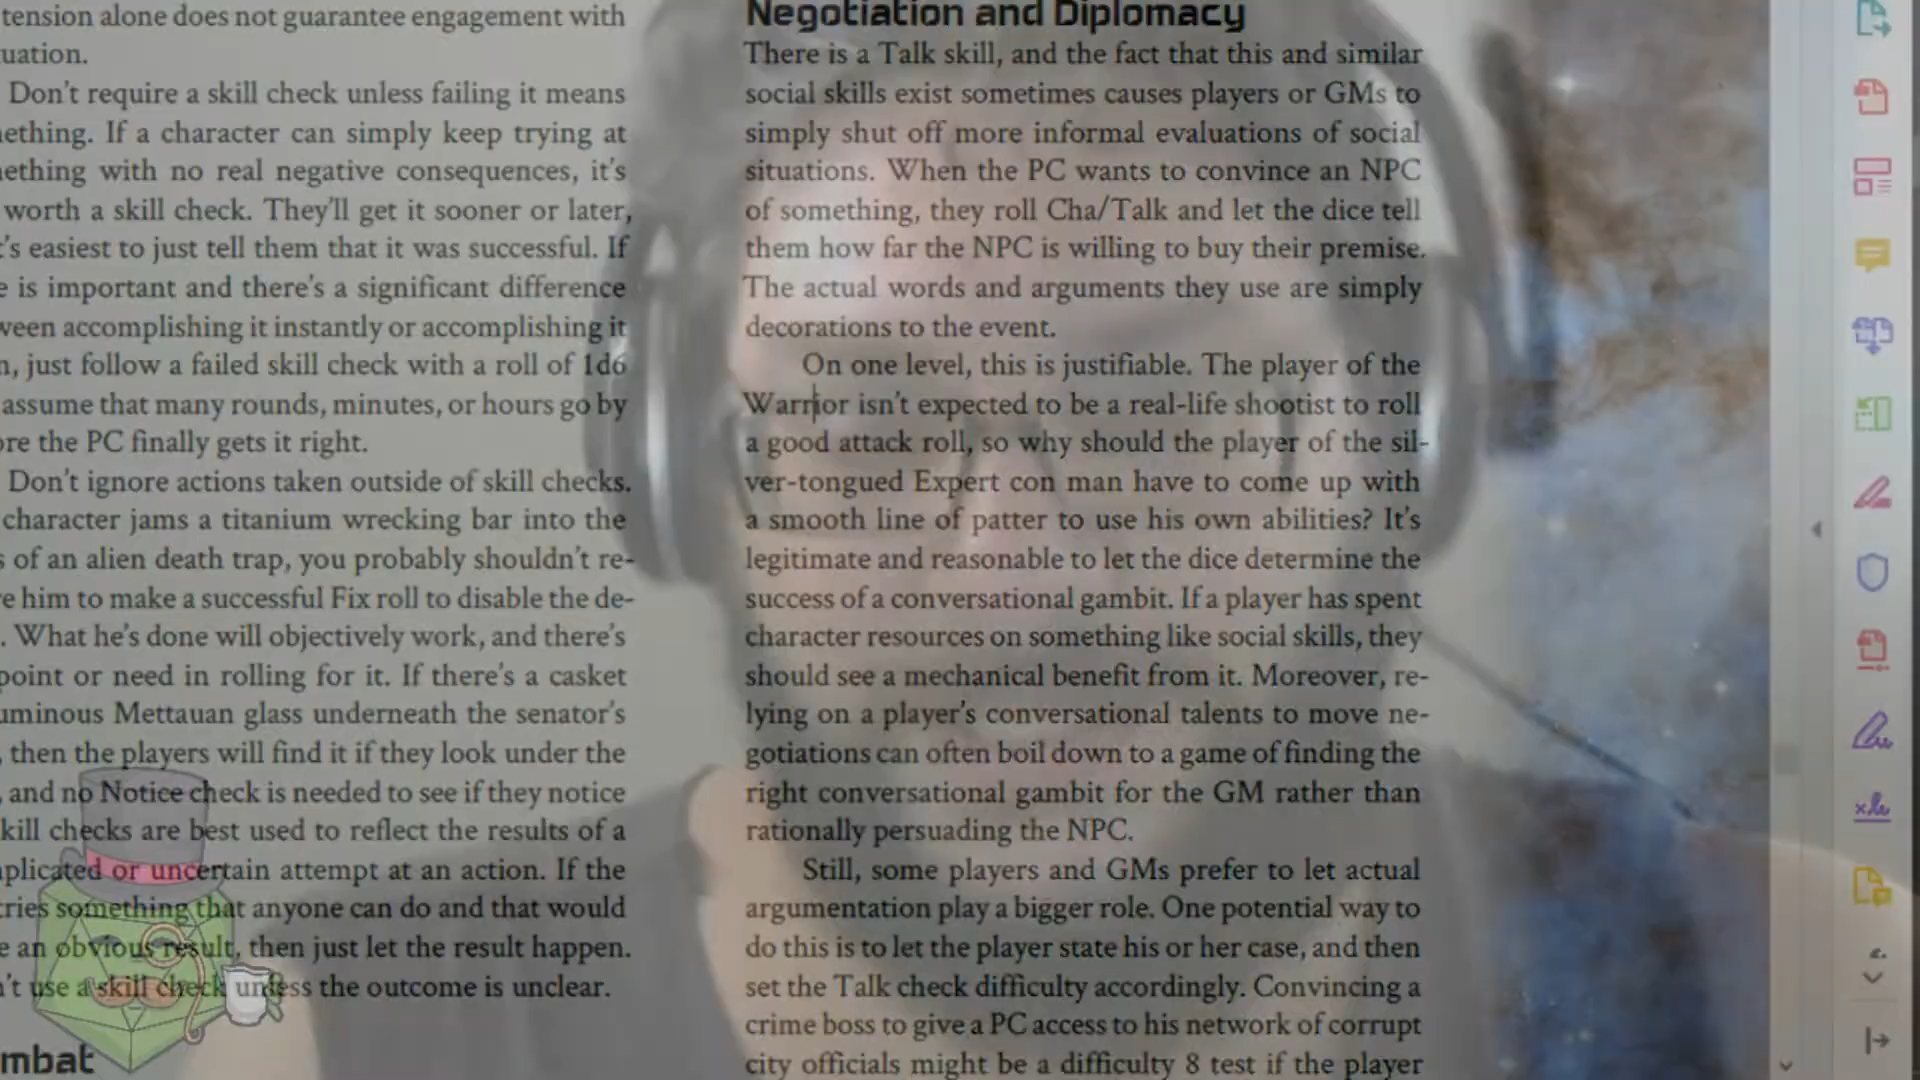 tension alone does not guarantee engagement with
uation.
Don't require a skill check unless failing it means
ething. If a character can simply keep trying at
ething with no real negative consequences, it's
worth a skill check. They'll get it sooner or later,
's easiest to just tell them that it was successful. If
e is important and there's a significant difference
ween accomplishing it instantly or accomplishing it
n, just follow a failed skill check with a roll of 1d6
assume that many rounds, minutes, or hours go by
ore the PC finally gets it right.
Don't ignore actions taken outside of skill checks.
character jams a titanium wrecking bar into the
s of an alien death trap, you probably shouldn't re-
e him to make a successful Fix roll to disable the de-
. What he's done will objectively work, and there's
point or need in rolling for it. If there's a casket
uminous Mettauan glass underneath the senator's
, then the players will find it if they look under the
, and no Notice check is needed to see if they notice
kill checks are best used to reflect the results of a
plicated or uncertain attempt at an action. If the
tries something that anyone can do and that would
e an obvious result, then just let the result happen.
't use a skill check unless the outcome is unclear.
mbat
Negotiation and Diplomacy
There is a Talk skill, and the fact that this and similar
social skills exist sometimes causes players or GMs to
simply shut off more informal evaluations of social
situations. When the PC wants to convince an NPC
of something, they roll Cha/Talk and let the dice tell
them how far the NPC is willing to buy their premise.
The actual words and arguments they use are simply
decorations to the event.
On one level, this is justifiable. The player of the
Warrior isn't expected to be a real-life shootist to roll
a good attack roll, so why should the player of the sil-
ver-tongued Expert con man have to come up with
a smooth line of patter to use his own abilities? It's
legitimate and reasonable to let the dice determine the
success of a conversational gambit. If a player has spent
character resources on something like social skills, they
should see a mechanical benefit from it. Moreover, re-
lying on a player's conversational talents to move ne-
gotiations can often boil down to a game of finding the
right conversational gambit for the GM rather than
rationally persuading the NPC.
Still, some players and GMs prefer to let actual
argumentation play a bigger role. One potential way to
do this is to let the player state his or her case, and then
set the Talk check difficulty accordingly. Convincing a
crime boss to give a PC access to his network of corrupt
city officials might be a difficulty 8 test if the player